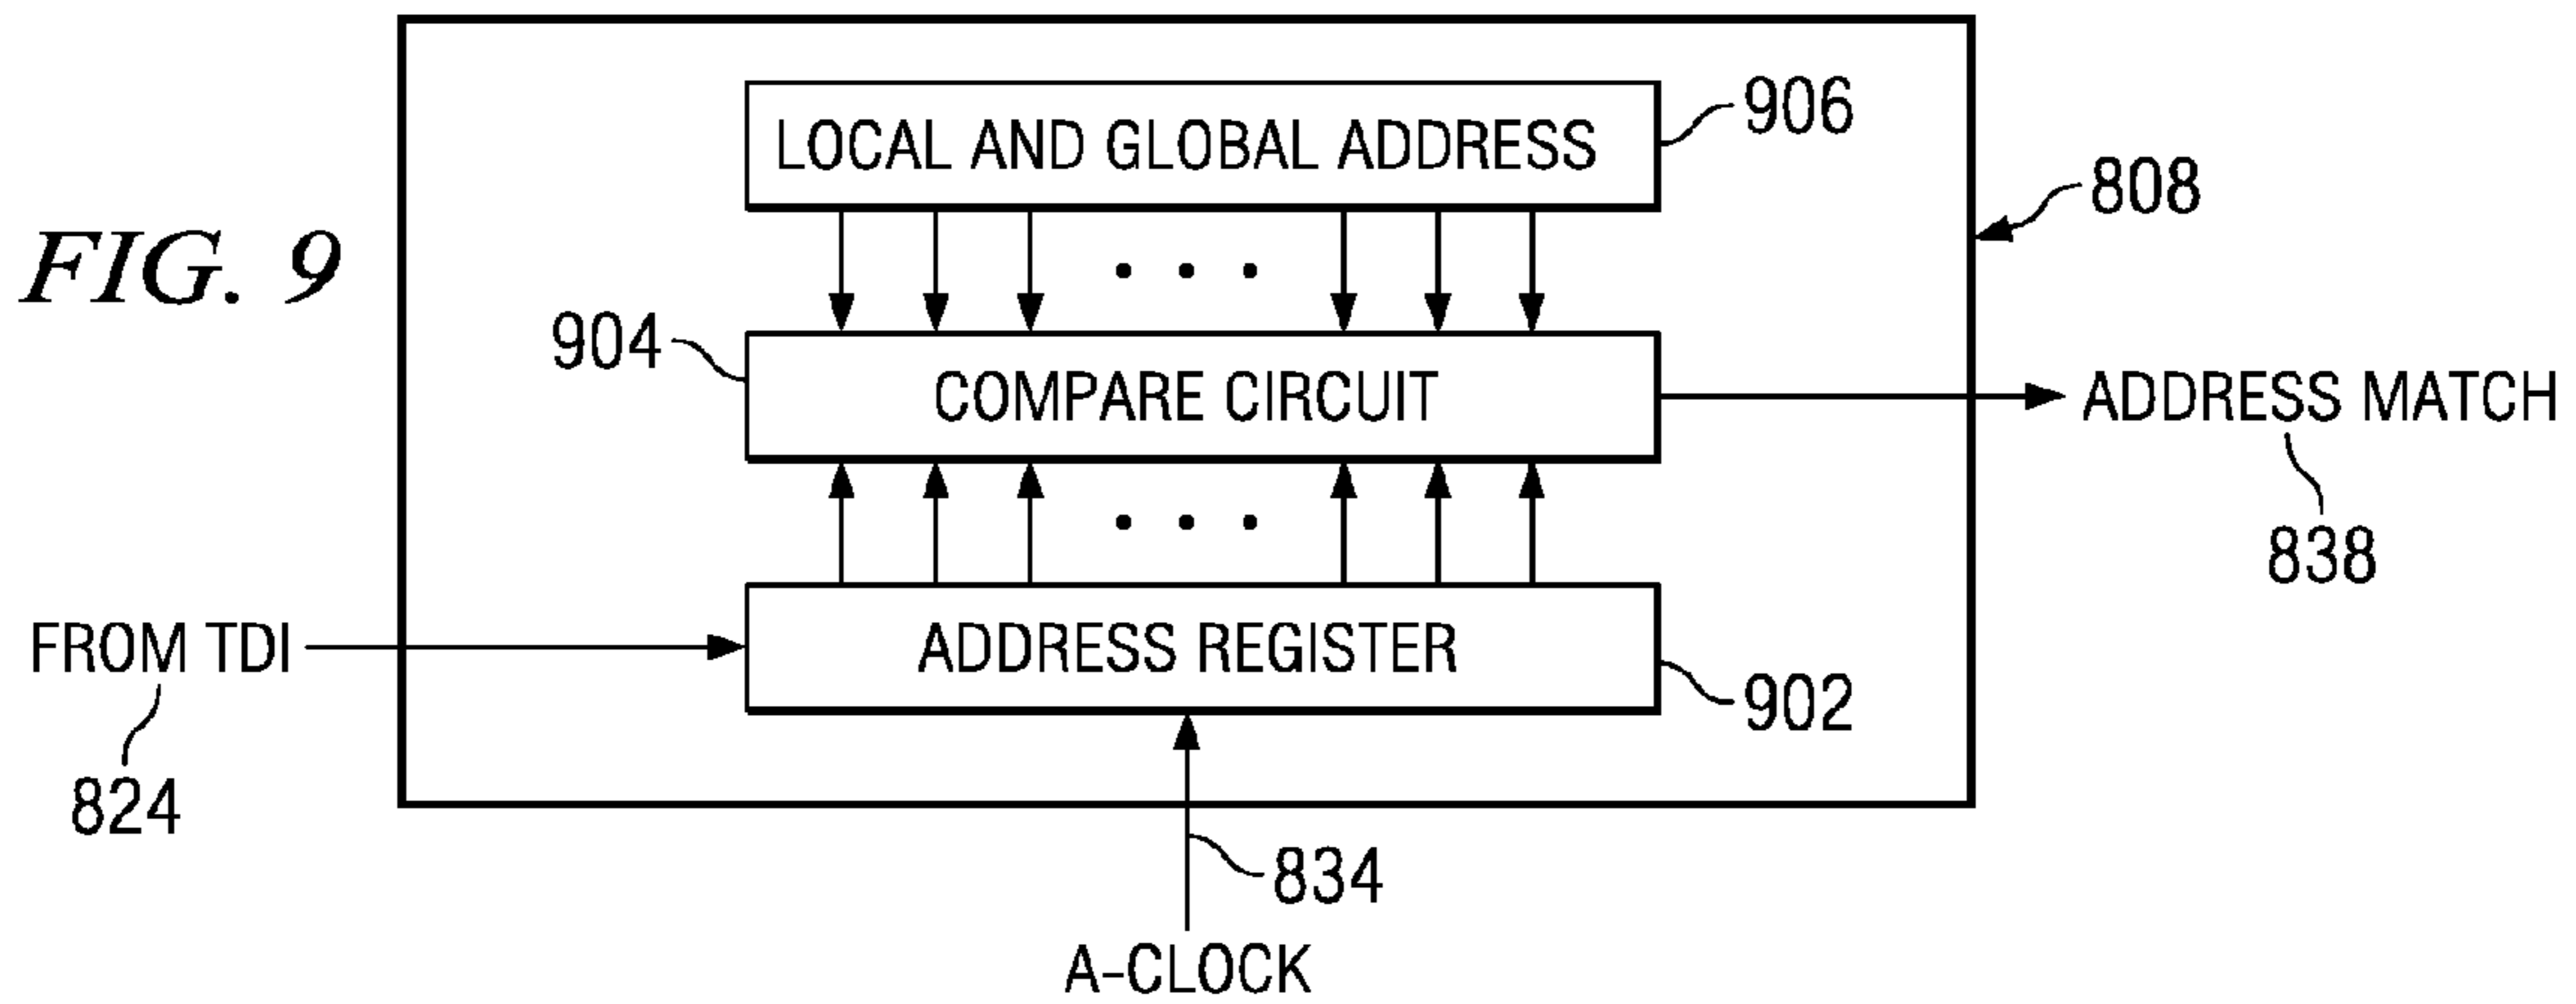 906
LOCAL AND GLOBAL ADDRESS
808
FIG. 9
904
COMPARE CIRCUIT
ADDRESS MATCH
838
FROM TDI
ADDRESS REGISTER
902
824
834
A-CLOCK